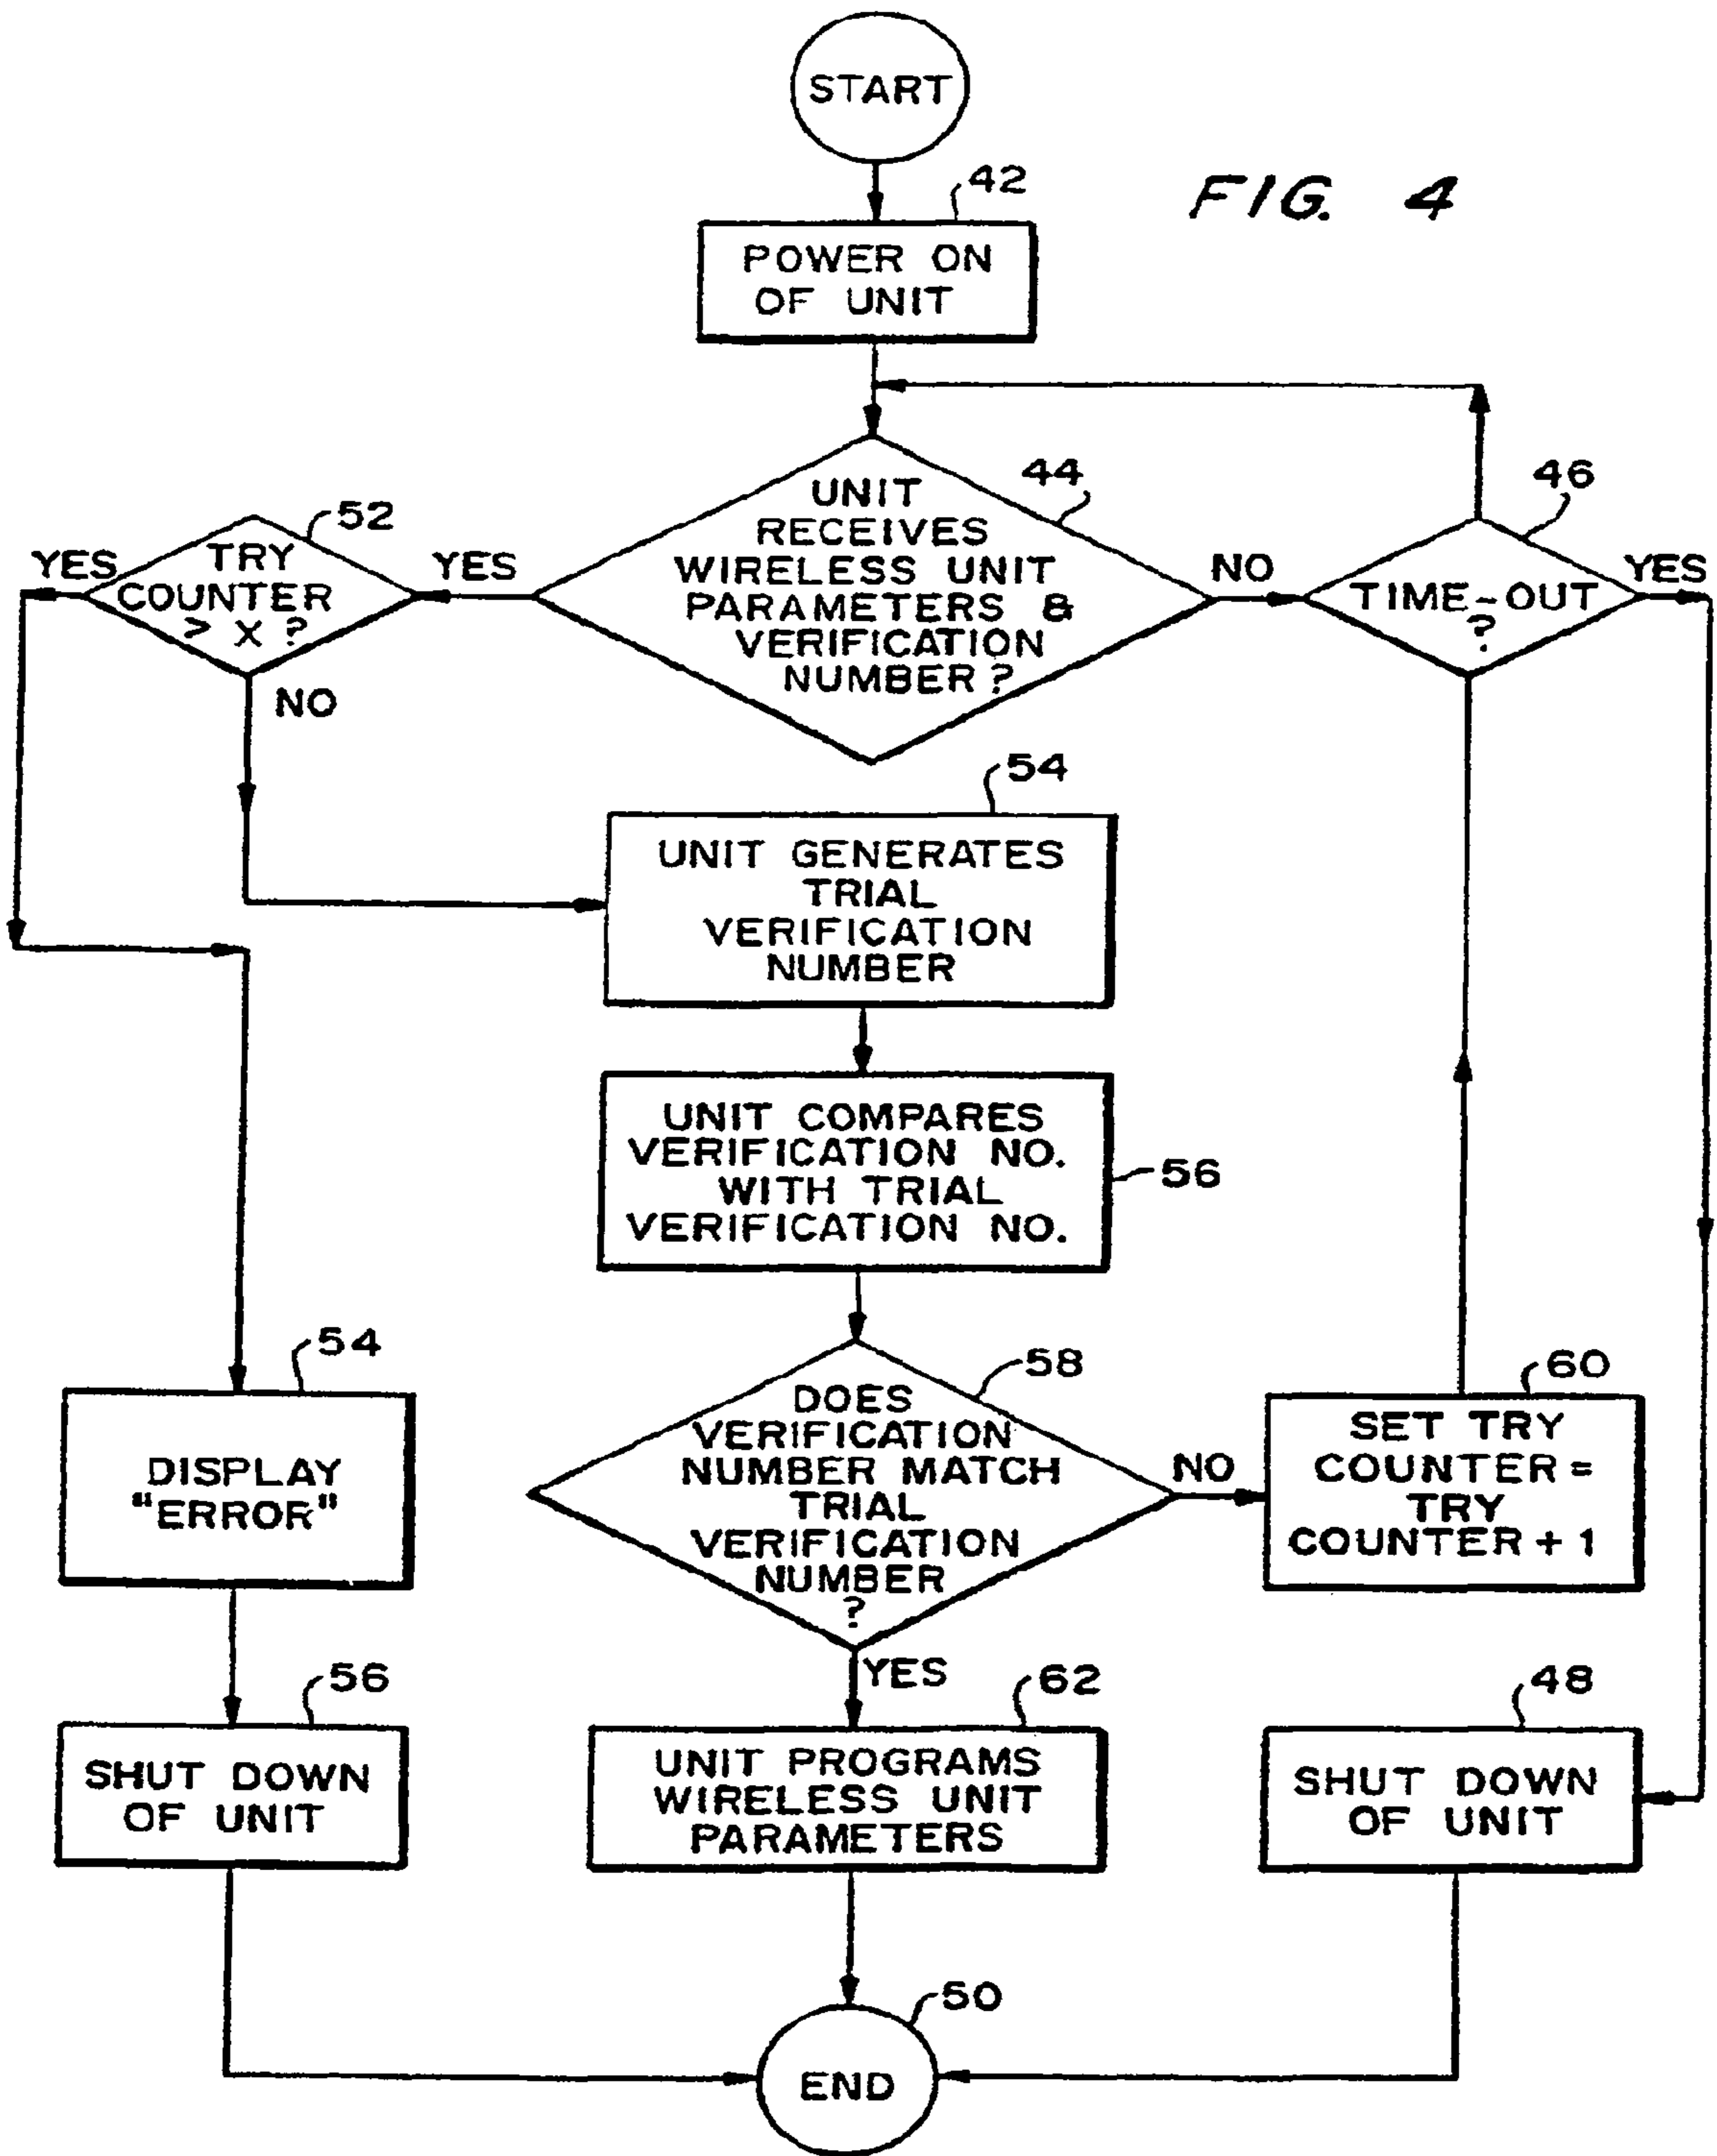 START
FIG. 4
42
POWER ON
OF UNIT
44
UNIT
RECEIVES
WIRELESS UNIT
PARAMETERS &
VERIFICATION
NUMBER?
46
TIME-OUT
?
NO
YES
YES
52
TRY
COUNTER
> X ?
YES
NO
54
UNIT GENERATES
TRIAL
VERIFICATION
NUMBER
UNIT COMPARES
VERIFICATION NO.
WITH TRIAL
VERIFICATION NO.
56
54
DISPLAY
"ERROR"
58
DOES
VERIFICATION
NUMBER MATCH
TRIAL
VERIFICATION
NUMBER
?
NO
60
SET TRY
COUNTER =
TRY
COUNTER + 1
YES
56
SHUT DOWN
OF UNIT
62
UNIT PROGRAMS
WIRELESS UNIT
PARAMETERS
48
SHUT DOWN
OF UNIT
50
END